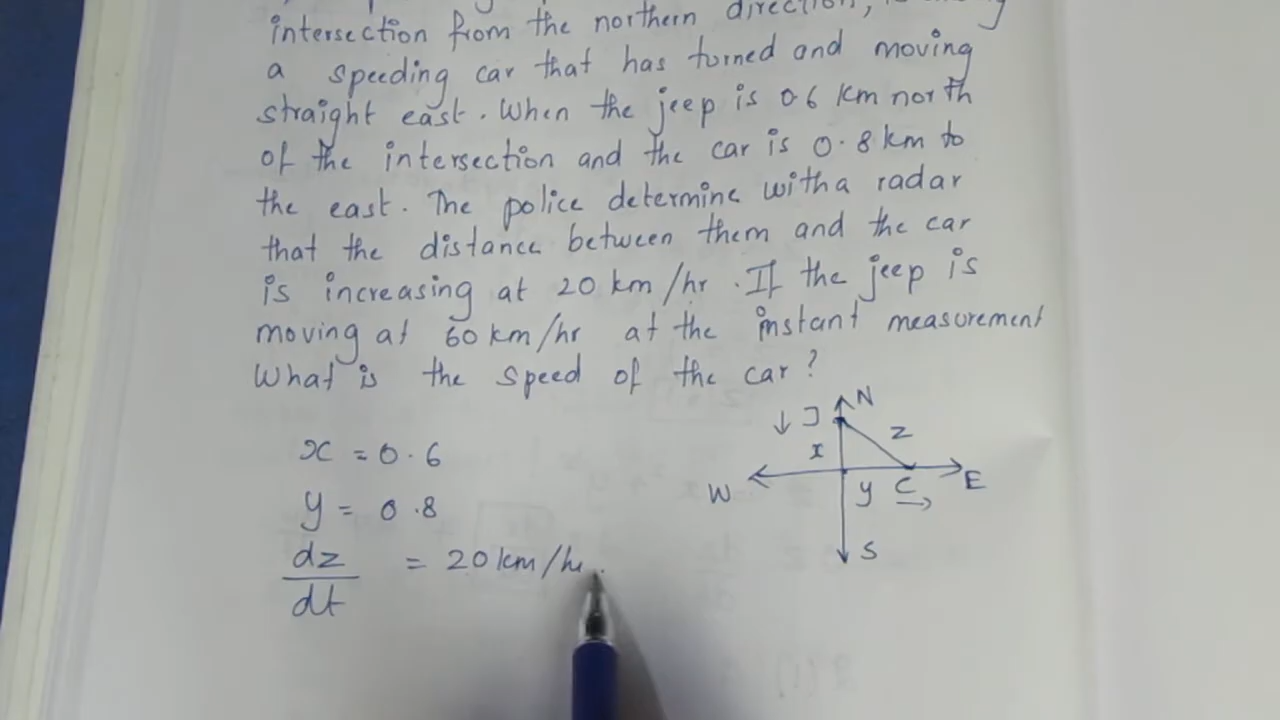 intersection from the northern direction,
a speeding car that has turned and moving
straight east. When the jeep is 0.6 km north
of the intersection and the car is 0.8 km to
the east. The police determine with a radar
that the distance between them and the car
is increasing at 20 km/hr. If the jeep is
moving at 60 km/hr at the instant measurement
What is the speed of the car?
x = 0.6
y = 0.8
dz
dt
= 20 km/hr.
N
↓ J
z
x
W
y C
→
E
S